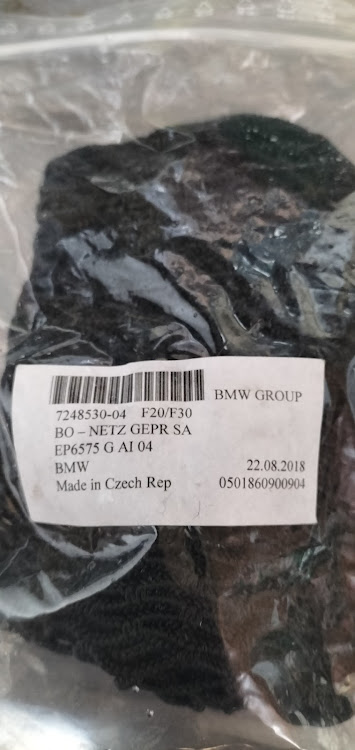 BMW GROUP
7248530-04 F20/F30
BO – NETZ GEPR SA
EP6575 G AI 04
BMW 22.08.2018
Made in Czech Rep 0501860900904